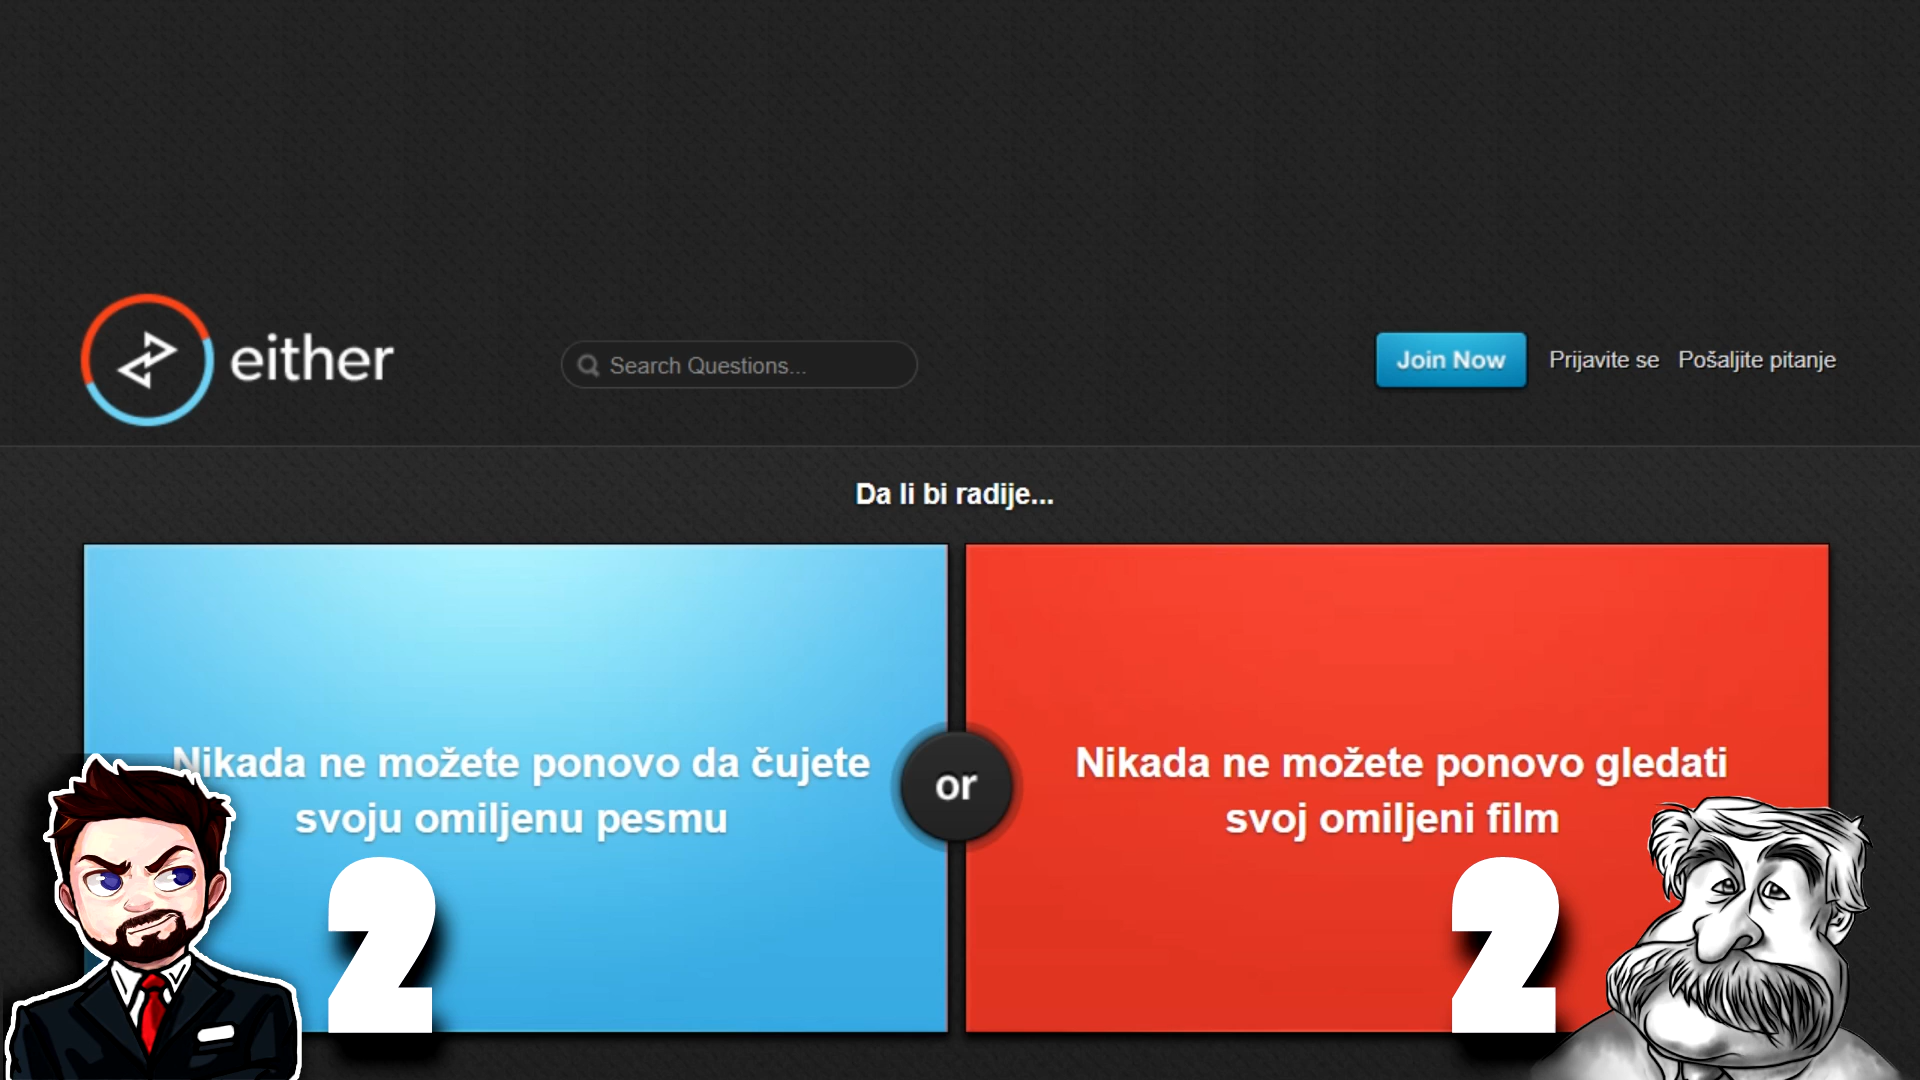 either
Search Questions...
Join Now
Prijavite se
Pošaljite pitanje
Da li bi radije...
Nikada ne možete ponovo da čujete
svoju omiljenu pesmu
or
Nikada ne možete ponovo gledati
svoj omiljeni film
2
2